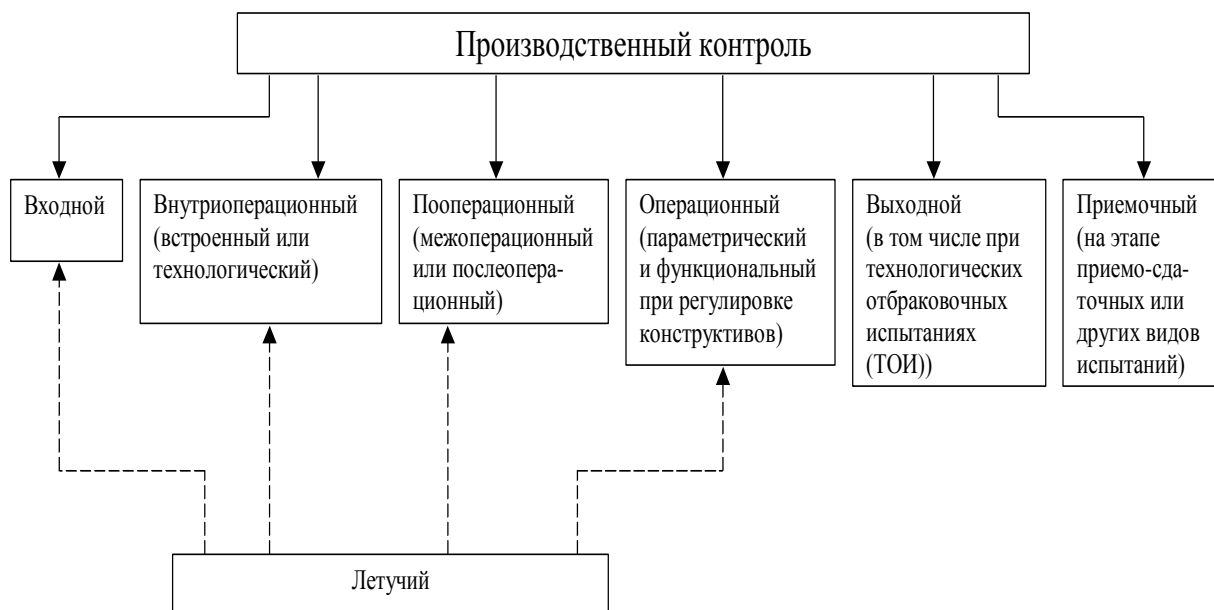 Производственный контроль
Входной
Внутриоперационный
(встроенный или
технологический)
Пооперационный
(межоперационный
или послеопера-
ционный)
Операционный
(параметрический
и функциональный
при регулировке
конструктивов)
Выходной
(в том числе при
технологических
отбраковочных
испытаниях
(ТОИ))
Приемочный
(на этапе
приемо-сда-
точных или
других видов
испытаний)
Летучий